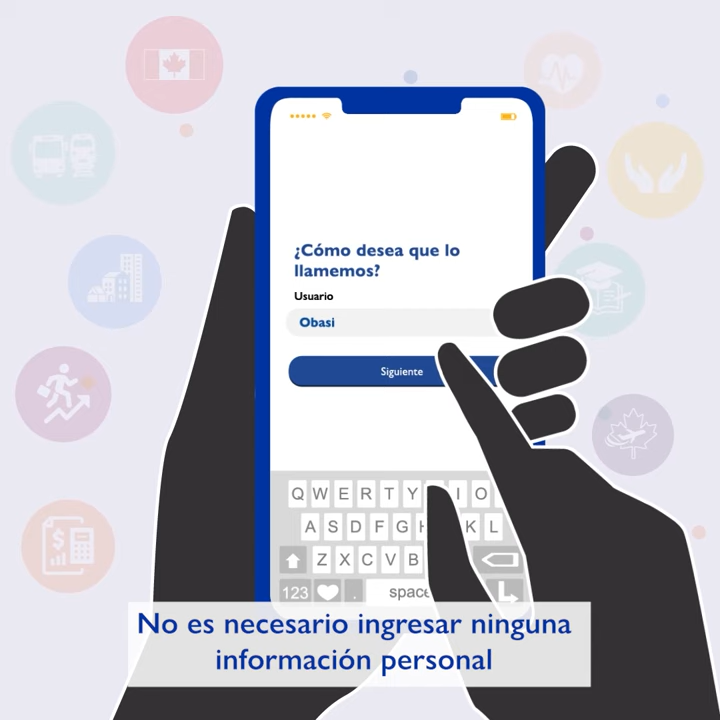 ¿Cómo desea que lo
llamemos?
Usuario
Obasi
Siguiente
Q W E R T Y I O
A S D F G H K L
Z X C V B
123 . space
No es necesario ingresar ninguna
información personal